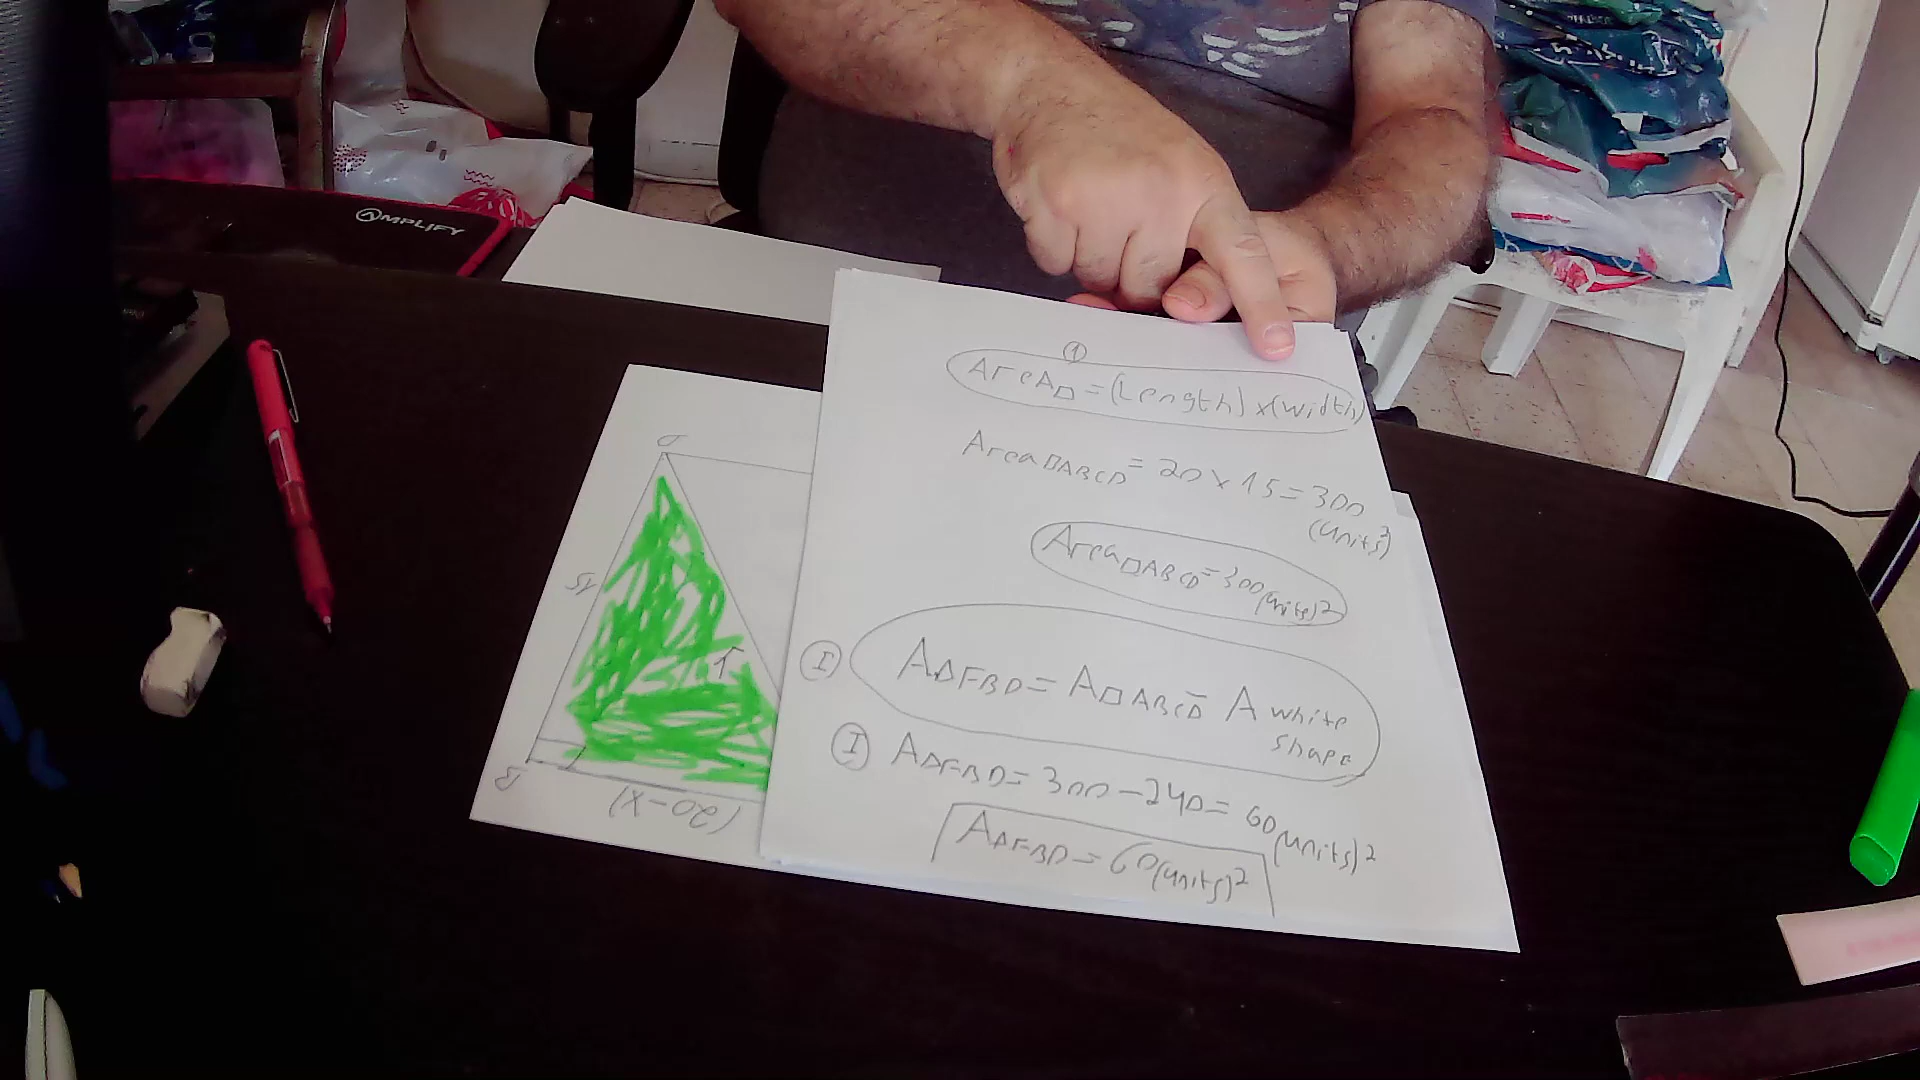 AMPLIFY
①
Area▭ = (Length) x (width)
Area▭ABCD = 20 x 15 = 300
(units)²
Area▭ABCD = 300 (units)²
Ⓘ A△FBD = A▭ABCD - A white
shape
Ⓘ A△FBD = 300 - 240 = 60 (units)²
A△FBD = 60 (units)²
15
B
(20-x)